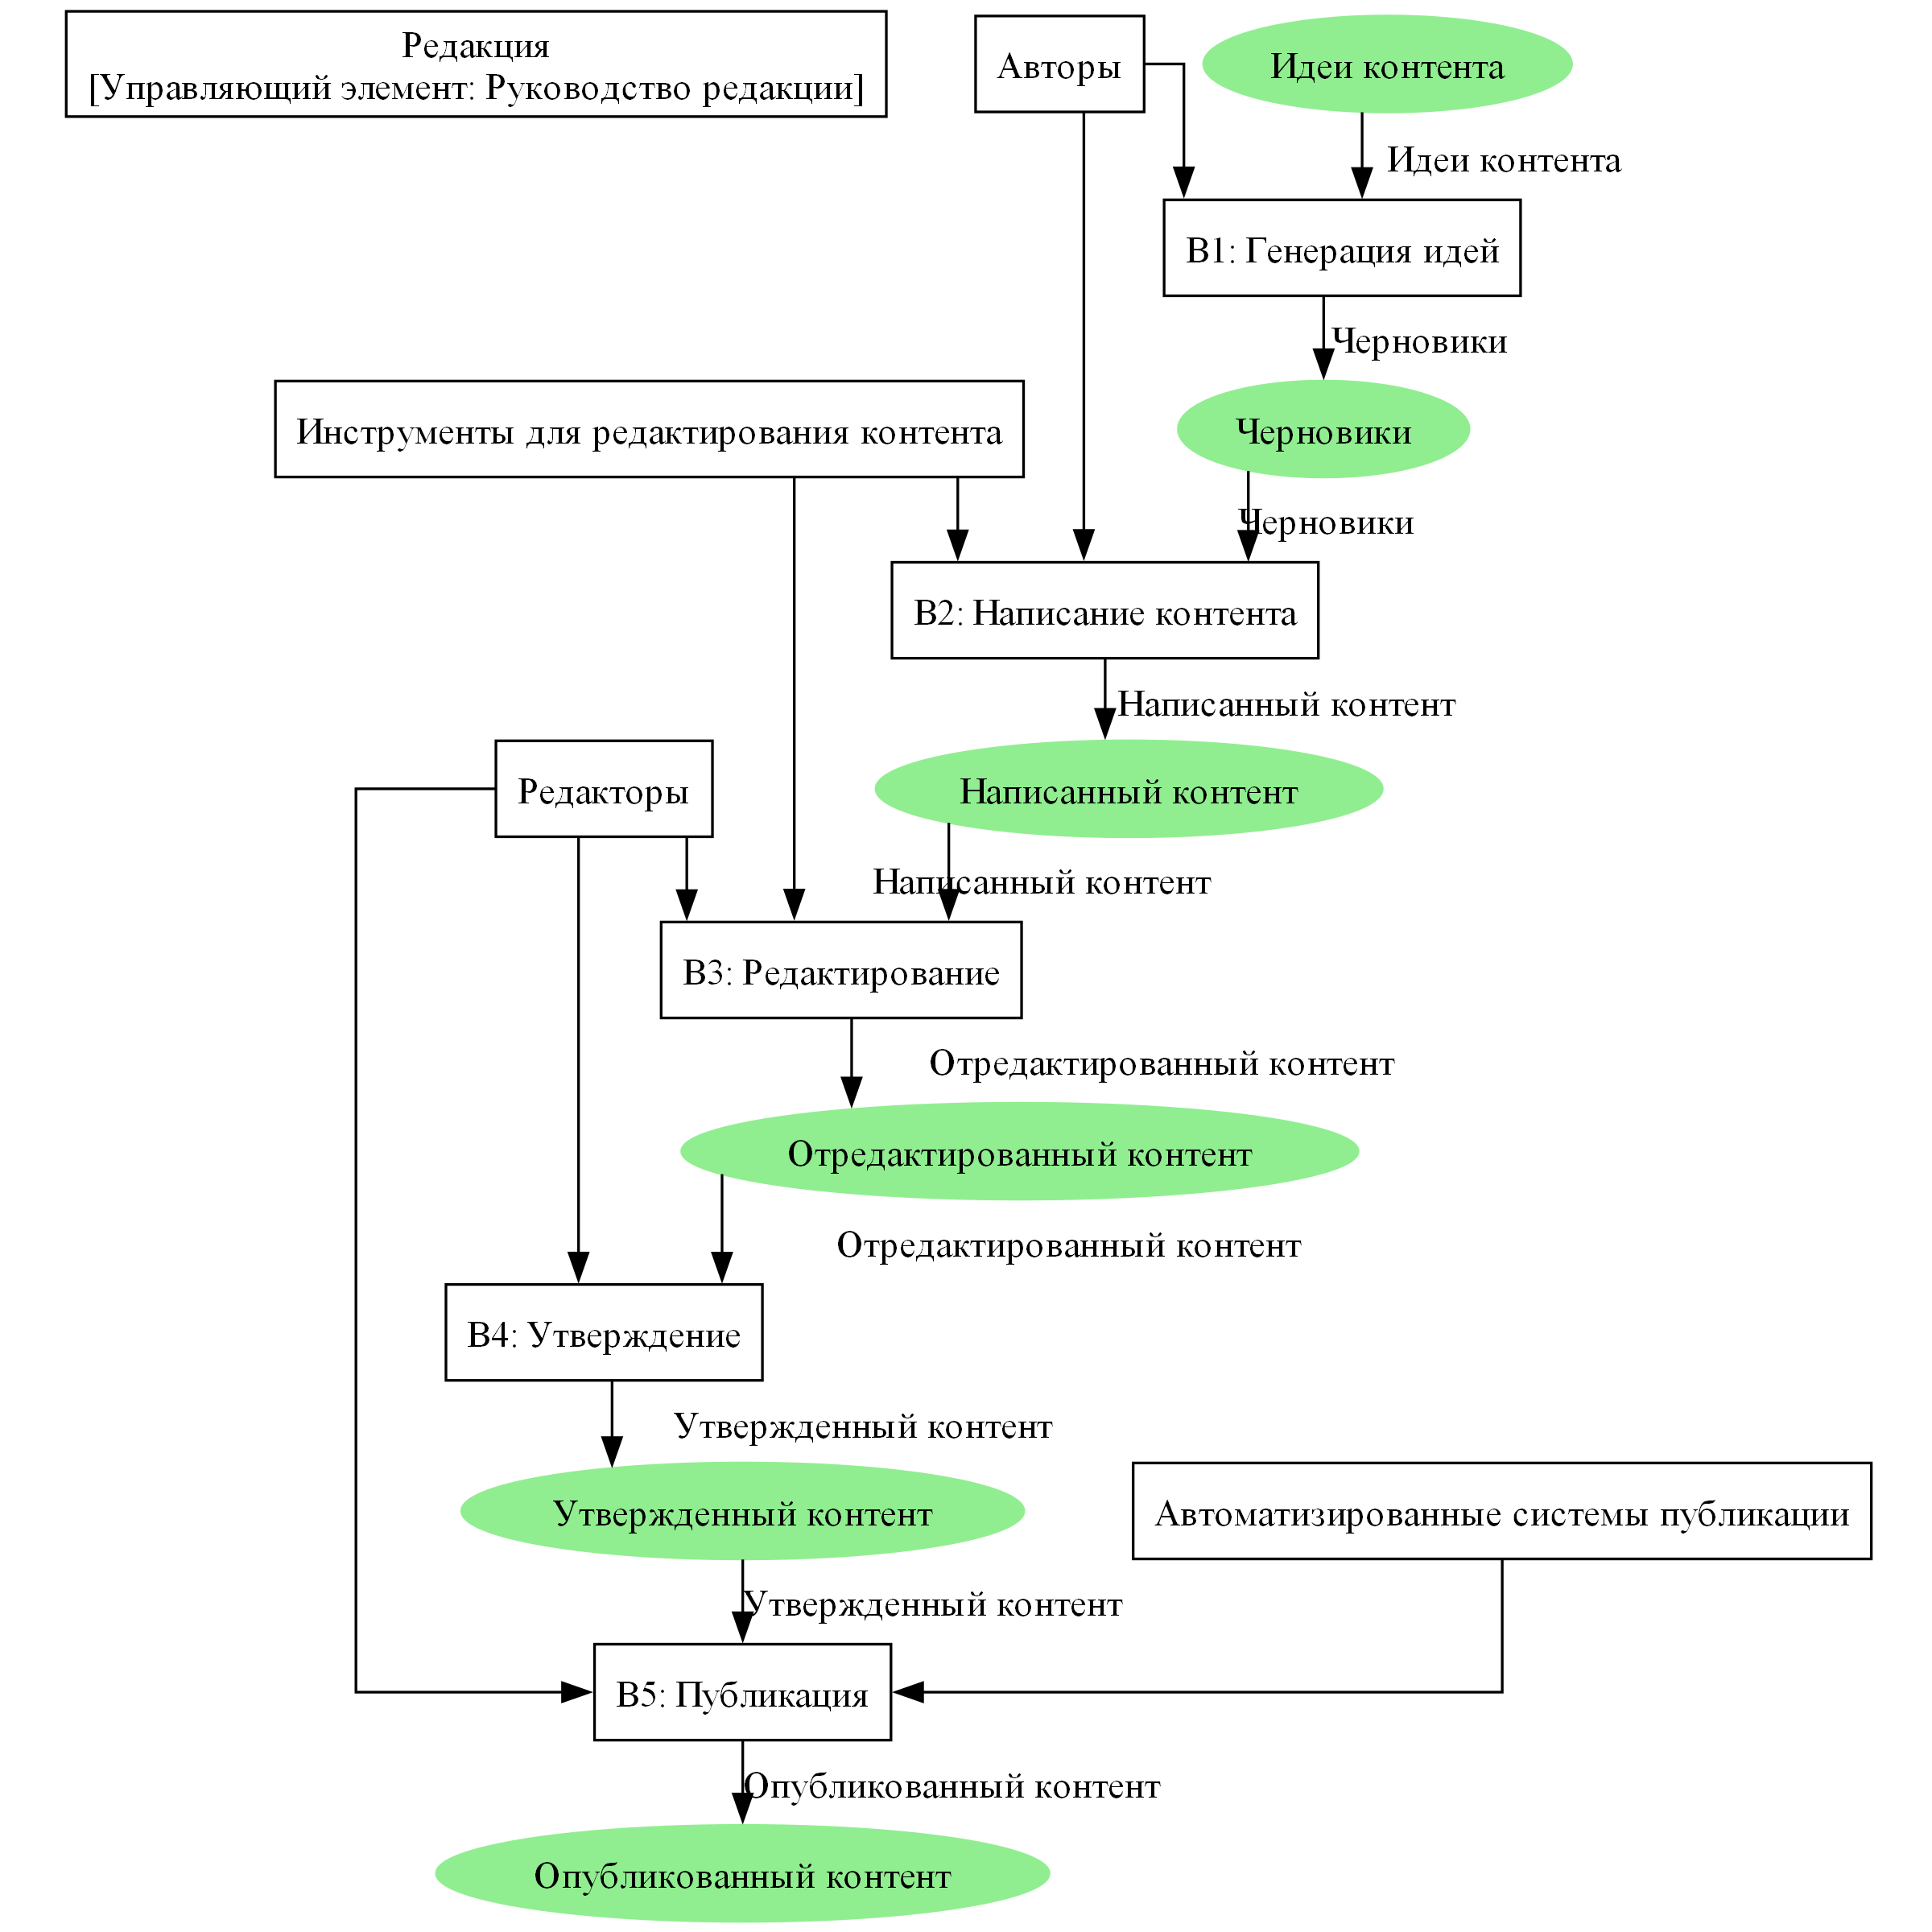 Редакция
[Управляющий элемент: Руководство редакции]
Авторы
Идеи контента
Идеи контента
B1: Генерация идей
Черновики
Инструменты для редактирования контента
Черновики
Черновики
B2: Написание контента
Написанный контент
Редакторы
Написанный контент
Написанный контент
B3: Редактирование
Отредактированный контент
Отредактированный контент
Отредактированный контент
B4: Утверждение
Утвержденный контент
Утвержденный контент
Автоматизированные системы публикации
Утвержденный контент
B5: Публикация
Опубликованный контент
Опубликованный контент